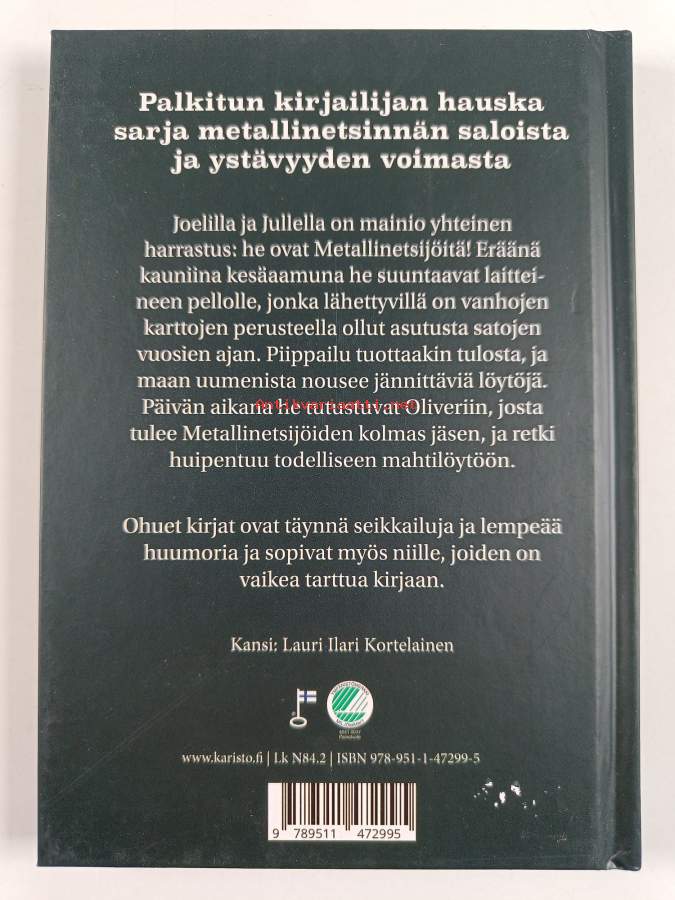 Palkitun kirjailijan hauska
sarja metallinetsinnän saloista
ja ystävyyden voimasta
Joelilla ja Jullella on mainio yhteinen
harrastus: he ovat Metallinetsijöitä! Eräänä
kauniina kesäaamuna he suuntaavat laittei-
neen pellolle, jonka lähettyvillä on vanhojen
karttojen perusteella ollut asutusta satojen
vuosien ajan. Piippailu tuottaakin tulosta, ja
maan uumenista nousee jännittäviä löytöjä.
Antikvariaatti.net
Päivän aikana he tutustuvat Oliveriin, josta
tulee Metallinetsijöiden kolmas jäsen, ja retki
huipentuu todelliseen mahtilöytöön.
Ohuet kirjat ovat täynnä seikkailuja ja lempeää
huumoria ja sopivat myös niille, joiden on
vaikea tarttua kirjaan.
Kansi: Lauri Ilari Kortelainen
www.karisto.fi | Lk N84.2 | ISBN 978-951-1-47299-5
9 789511 472995